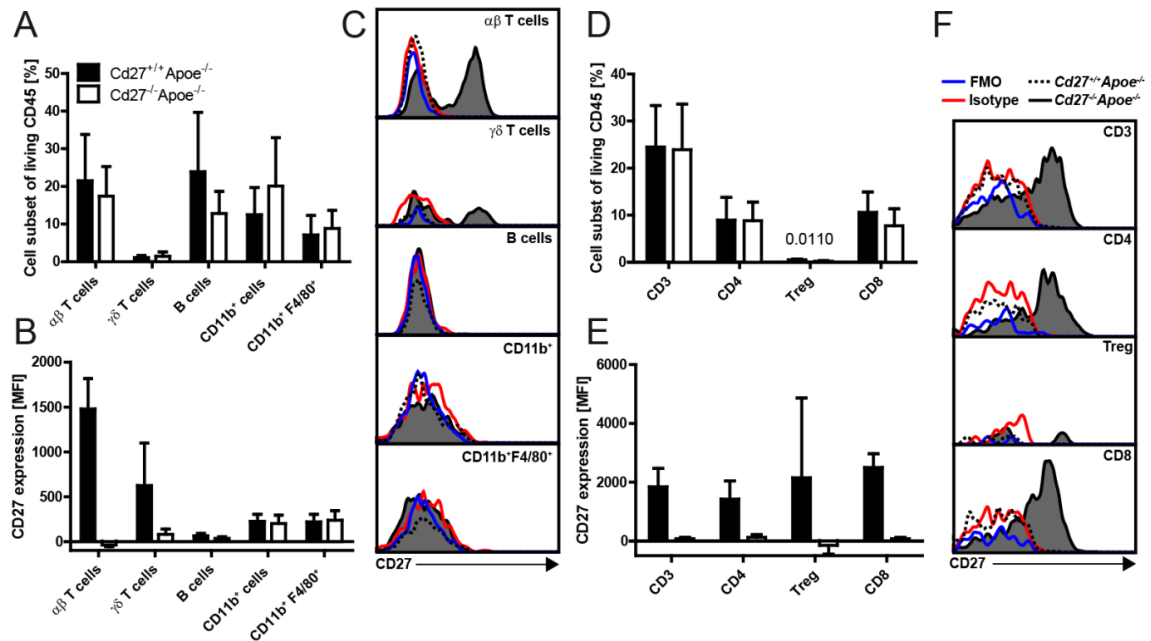 A
Cell subset of living CD45 [%]
50
40
30
20
10
0
Cd27+/+Apoe-/-
Cd27-/-Apoe-/-
αβ T cells
γδ T cells
B cells
CD11b+ cells
CD11b+ F4/80+
B
CD27 expression [MFI]
2000
1500
1000
500
0
αβ T cells
γδ T cells
B cells
CD11b+ cells
CD11b+ F4/80+
C
αβ T cells
γδ T cells
B cells
CD11b+
CD11b+F4/80+
CD27
D
Cell subst of living CD45 [%]
40
30
20
10
0
0.0110
CD3
CD4
Treg
CD8
E
CD27 expression [MFI]
6000
4000
2000
0
CD3
CD4
Treg
CD8
F
FMO
Cd27+/+Apoe-/-
Isotype
Cd27-/-Apoe-/-
CD3
CD4
Treg
CD8
CD27